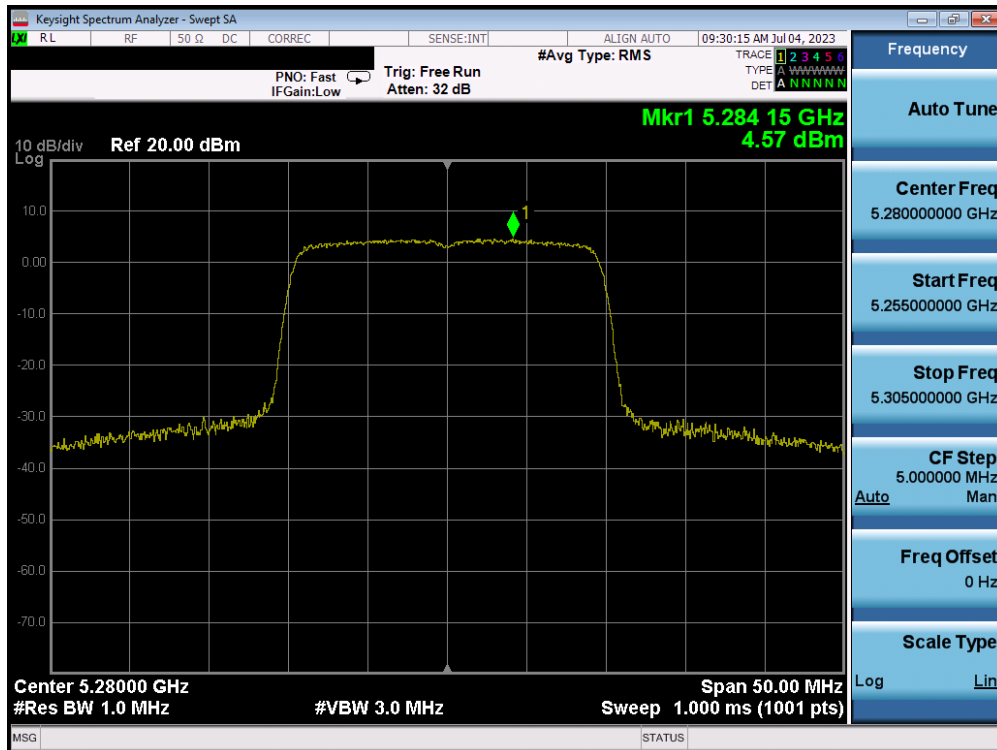 Keysight Spectrum Analyzer - Swept SA
LXI RL RF 50 Ω DC CORREC SENSE:INT ALIGN AUTO 09:30:15 AM Jul 04, 2023
Frequency
#Avg Type: RMS TRACE 1 2 3 4 5 6
PNO: Fast Trig: Free Run TYPE A WWWWW
IFGain:Low Atten: 32 dB DET A N N N N N
Auto Tune
Mkr1 5.284 15 GHz
10 dB/div Ref 20.00 dBm 4.57 dBm
Log
Center Freq
5.280000000 GHz
10.0
1
0.00
Start Freq
5.255000000 GHz
-10.0
-20.0
Stop Freq
5.305000000 GHz
-30.0
-40.0
CF Step
5.000000 MHz
Auto Man
-50.0
-60.0
Freq Offset
0 Hz
-70.0
Scale Type
Log Lin
Center 5.28000 GHz Span 50.00 MHz
#Res BW 1.0 MHz #VBW 3.0 MHz Sweep 1.000 ms (1001 pts)
MSG STATUS